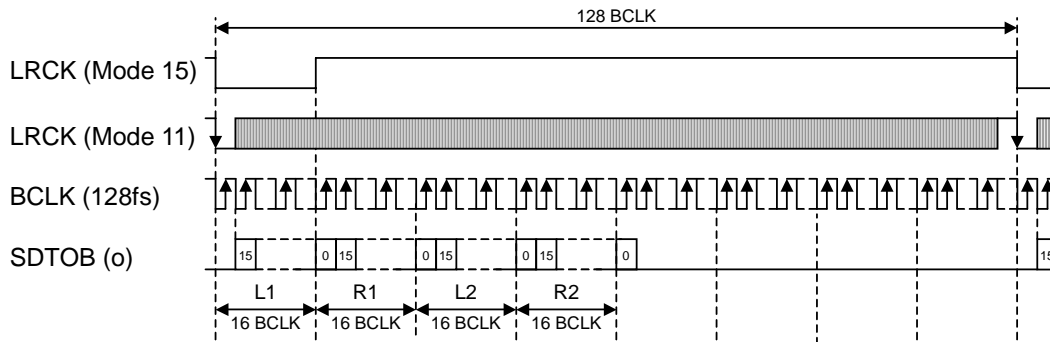 128 BCLK
LRCK (Mode 15)
LRCK (Mode 11)
BCLK (128fs)
SDTOB (o)
15 0 15 0 15 0 15 0 15
L1 R1 L2 R2
16 BCLK 16 BCLK 16 BCLK 16 BCLK